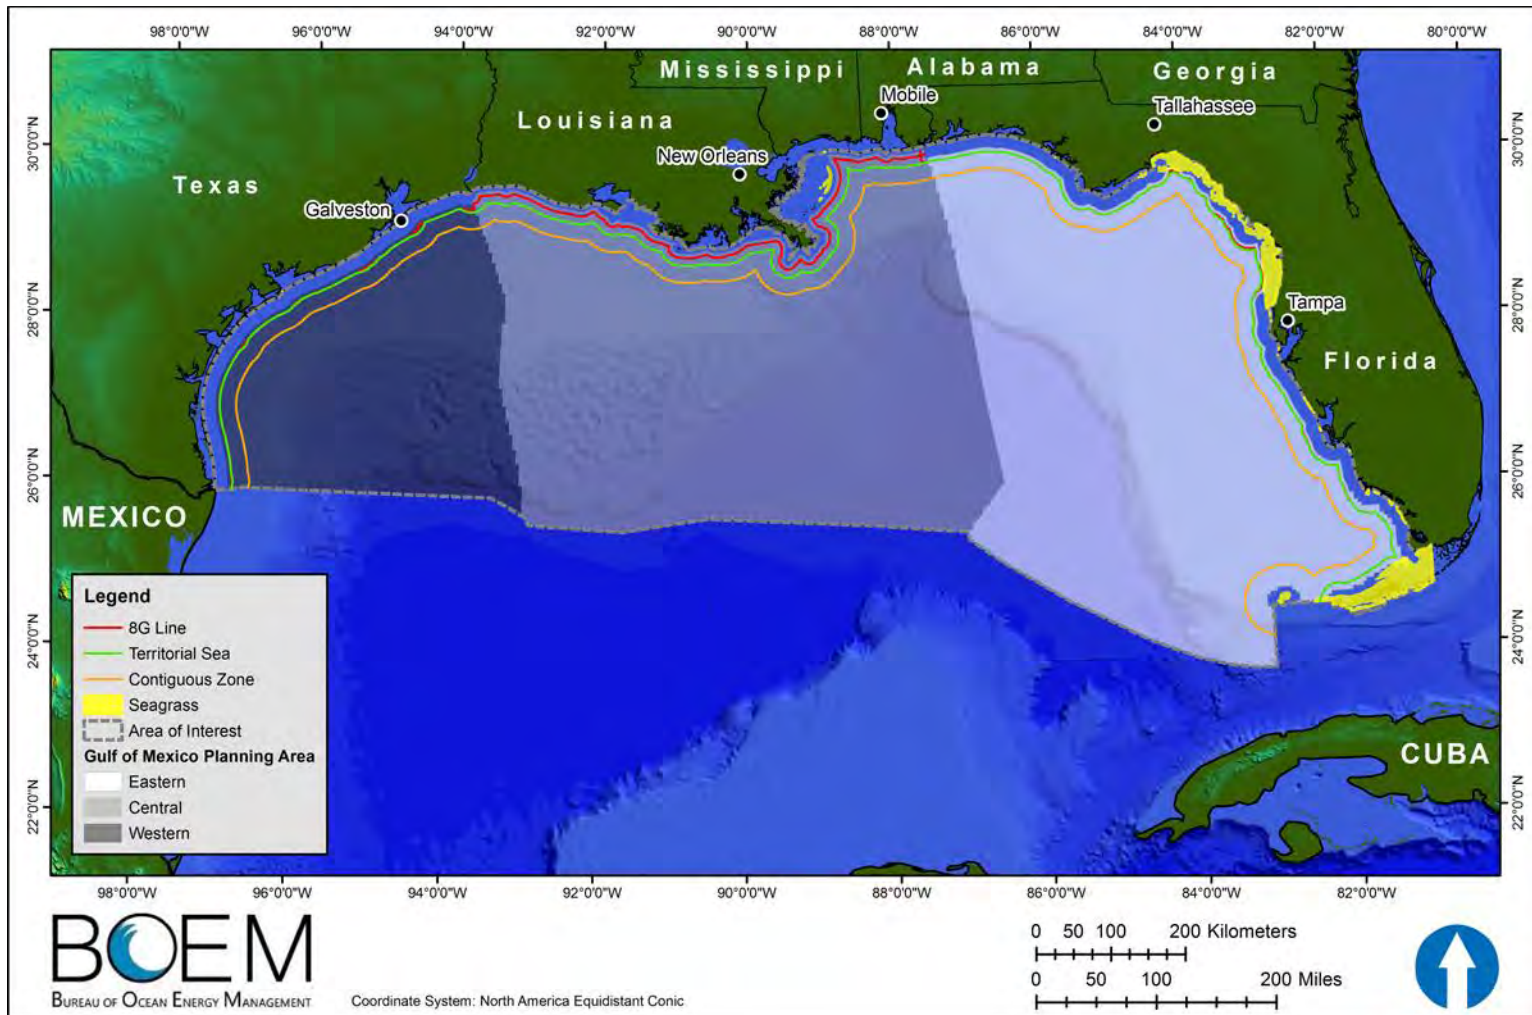 98°0'0"W 96°0'0"W 94°0'0"W 92°0'0"W 90°0'0"W 88°0'0"W 86°0'0"W 84°0'0"W 82°0'0"W 80°0'0"W
Mississippi Alabama Georgia
Mobile Tallahassee
Louisiana
30°0'0"N 30°0'0"N
New Orleans
Texas
Galveston
28°0'0"N 28°0'0"N
Tampa
Florida
26°0'0"N 26°0'0"N
MEXICO
Legend
8G Line
24°0'0"N 24°0'0"N
Territorial Sea
Contiguous Zone
Seagrass
Area of Interest
Gulf of Mexico Planning Area
CUBA
Eastern
22°0'0"N 22°0'0"N
Central
Western
98°0'0"W 96°0'0"W 94°0'0"W 92°0'0"W 90°0'0"W 88°0'0"W 86°0'0"W 84°0'0"W 82°0'0"W
BOEM
BUREAU OF OCEAN ENERGY MANAGEMENT
Coordinate System: North America Equidistant Conic
0 50 100 200 Kilometers
0 50 100 200 Miles